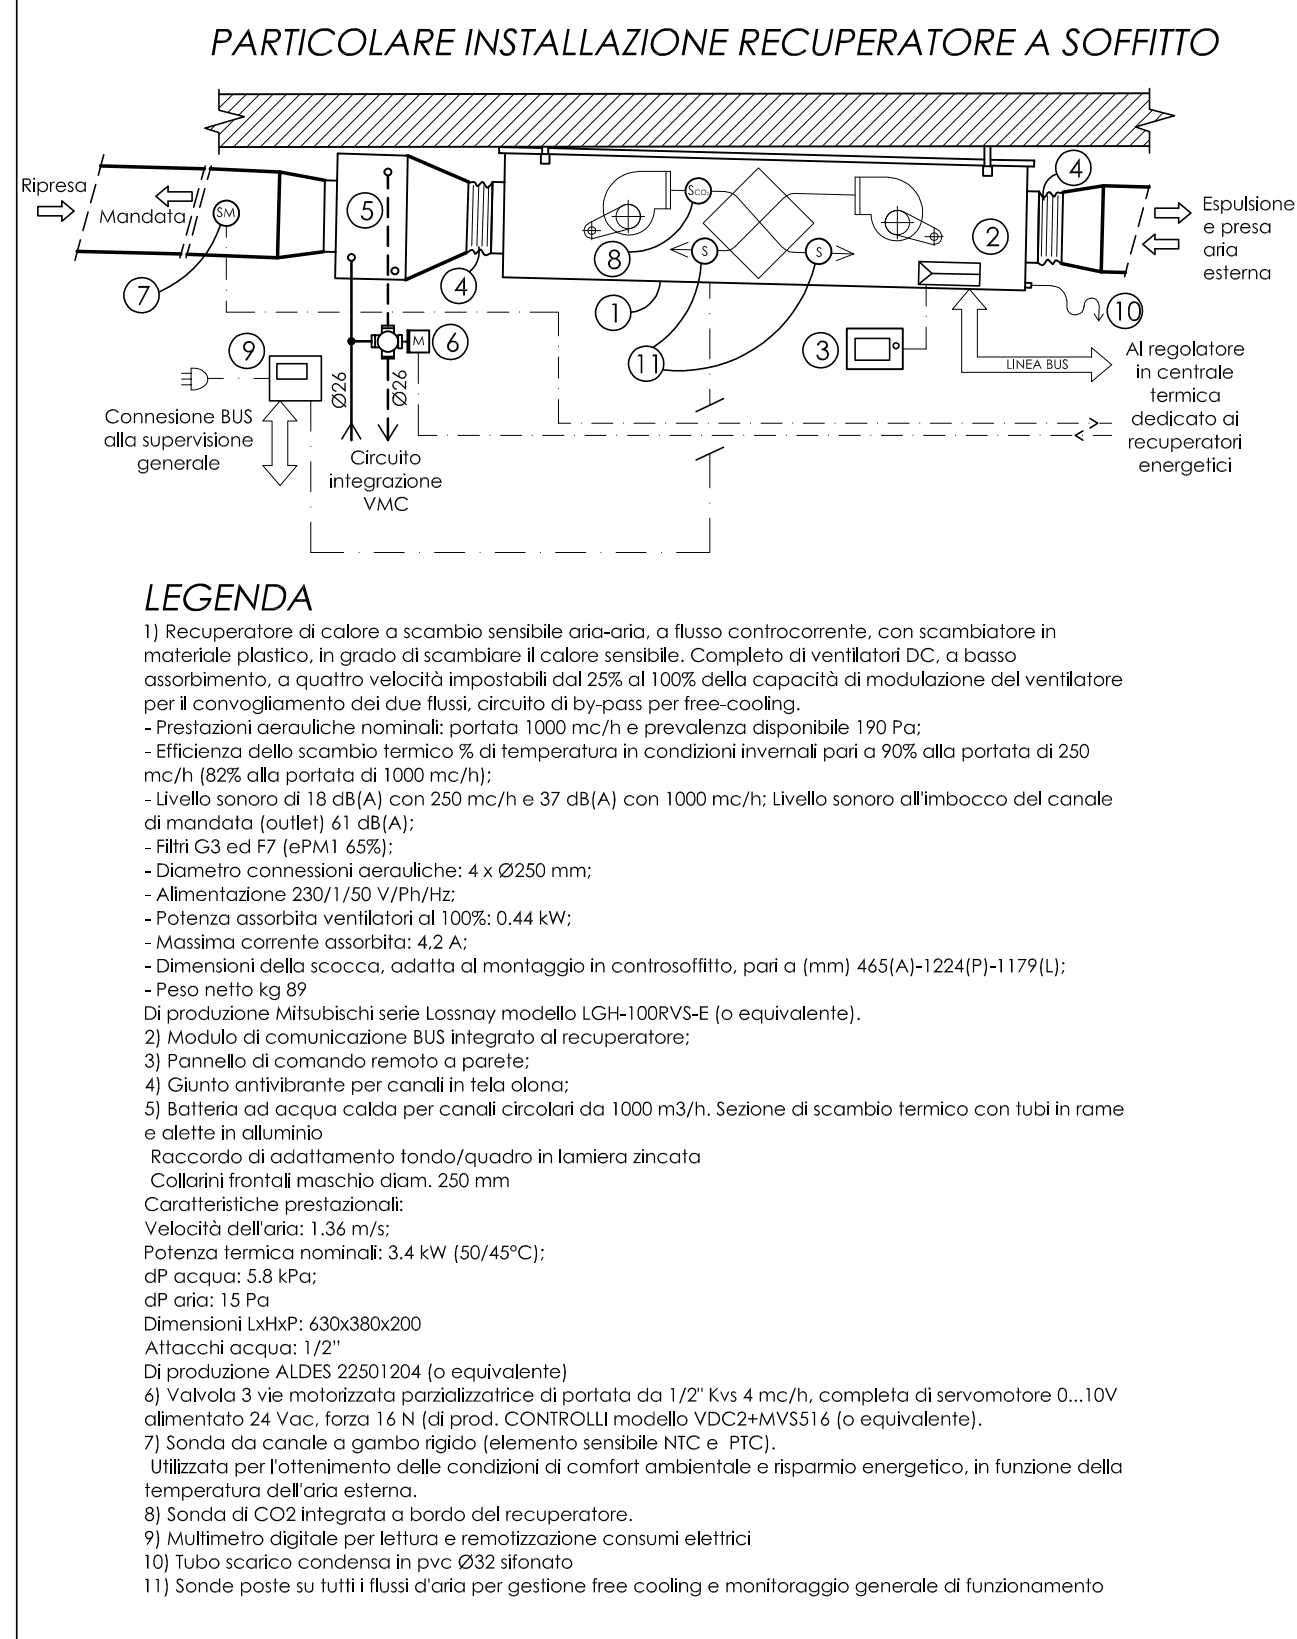 PARTICOLARE INSTALLAZIONE RECUPERATORE A SOFFITTO
Ripresa
Mandata
SM
5
SCO2
S
S
2
4
Espulsione
e presa
aria
esterna
7
8
4
1
11
3
10
9
M
6
Ø26
Ø26
LINEA BUS
Al regolatore
in centrale
termica
dedicato ai
recuperatori
energetici
Connesione BUS
alla supervisione
generale
Circuito
integrazione
VMC
LEGENDA
1) Recuperatore di calore a scambio sensibile aria-aria, a flusso controcorrente, con scambiatore in
materiale plastico, in grado di scambiare il calore sensibile. Completo di ventilatori DC, a basso
assorbimento, a quattro velocità impostabili dal 25% al 100% della capacità di modulazione del ventilatore
per il convogliamento dei due flussi, circuito di by-pass per free-cooling.
- Prestazioni aerauliche nominali: portata 1000 mc/h e prevalenza disponibile 190 Pa;
- Efficienza dello scambio termico % di temperatura in condizioni invernali pari a 90% alla portata di 250
mc/h (82% alla portata di 1000 mc/h);
- Livello sonoro di 18 dB(A) con 250 mc/h e 37 dB(A) con 1000 mc/h; Livello sonoro all'imbocco del canale
di mandata (outlet) 61 dB(A);
- Filtri G3 ed F7 (ePM1 65%);
- Diametro connessioni aerauliche: 4 x Ø250 mm;
- Alimentazione 230/1/50 V/Ph/Hz;
- Potenza assorbita ventilatori al 100%: 0.44 kW;
- Massima corrente assorbita: 4,2 A;
- Dimensioni della scocca, adatta al montaggio in controsoffitto, pari a (mm) 465(A)-1224(P)-1179(L);
- Peso netto kg 89
Di produzione Mitsubischi serie Lossnay modello LGH-100RVS-E (o equivalente).
2) Modulo di comunicazione BUS integrato al recuperatore;
3) Pannello di comando remoto a parete;
4) Giunto antivibrante per canali in tela olona;
5) Batteria ad acqua calda per canali circolari da 1000 m3/h. Sezione di scambio termico con tubi in rame
e alette in alluminio
Raccordo di adattamento tondo/quadro in lamiera zincata
Collarini frontali maschio diam. 250 mm
Caratteristiche prestazionali:
Velocità dell'aria: 1.36 m/s;
Potenza termica nominali: 3.4 kW (50/45°C);
dP acqua: 5.8 kPa;
dP aria: 15 Pa
Dimensioni LxHxP: 630x380x200
Attacchi acqua: 1/2"
Di produzione ALDES 22501204 (o equivalente)
6) Valvola 3 vie motorizzata parzializzatrice di portata da 1/2" Kvs 4 mc/h, completa di servomotore 0...10V
alimentato 24 Vac, forza 16 N (di prod. CONTROLLI modello VDC2+MVS516 (o equivalente).
7) Sonda da canale a gambo rigido (elemento sensibile NTC e  PTC).
Utilizzata per l'ottenimento delle condizioni di comfort ambientale e risparmio energetico, in funzione della
temperatura dell'aria esterna.
8) Sonda di CO2 integrata a bordo del recuperatore.
9) Multimetro digitale per lettura e remotizzazione consumi elettrici
10) Tubo scarico condensa in pvc Ø32 sifonato
11) Sonde poste su tutti i flussi d'aria per gestione free cooling e monitoraggio generale di funzionamento